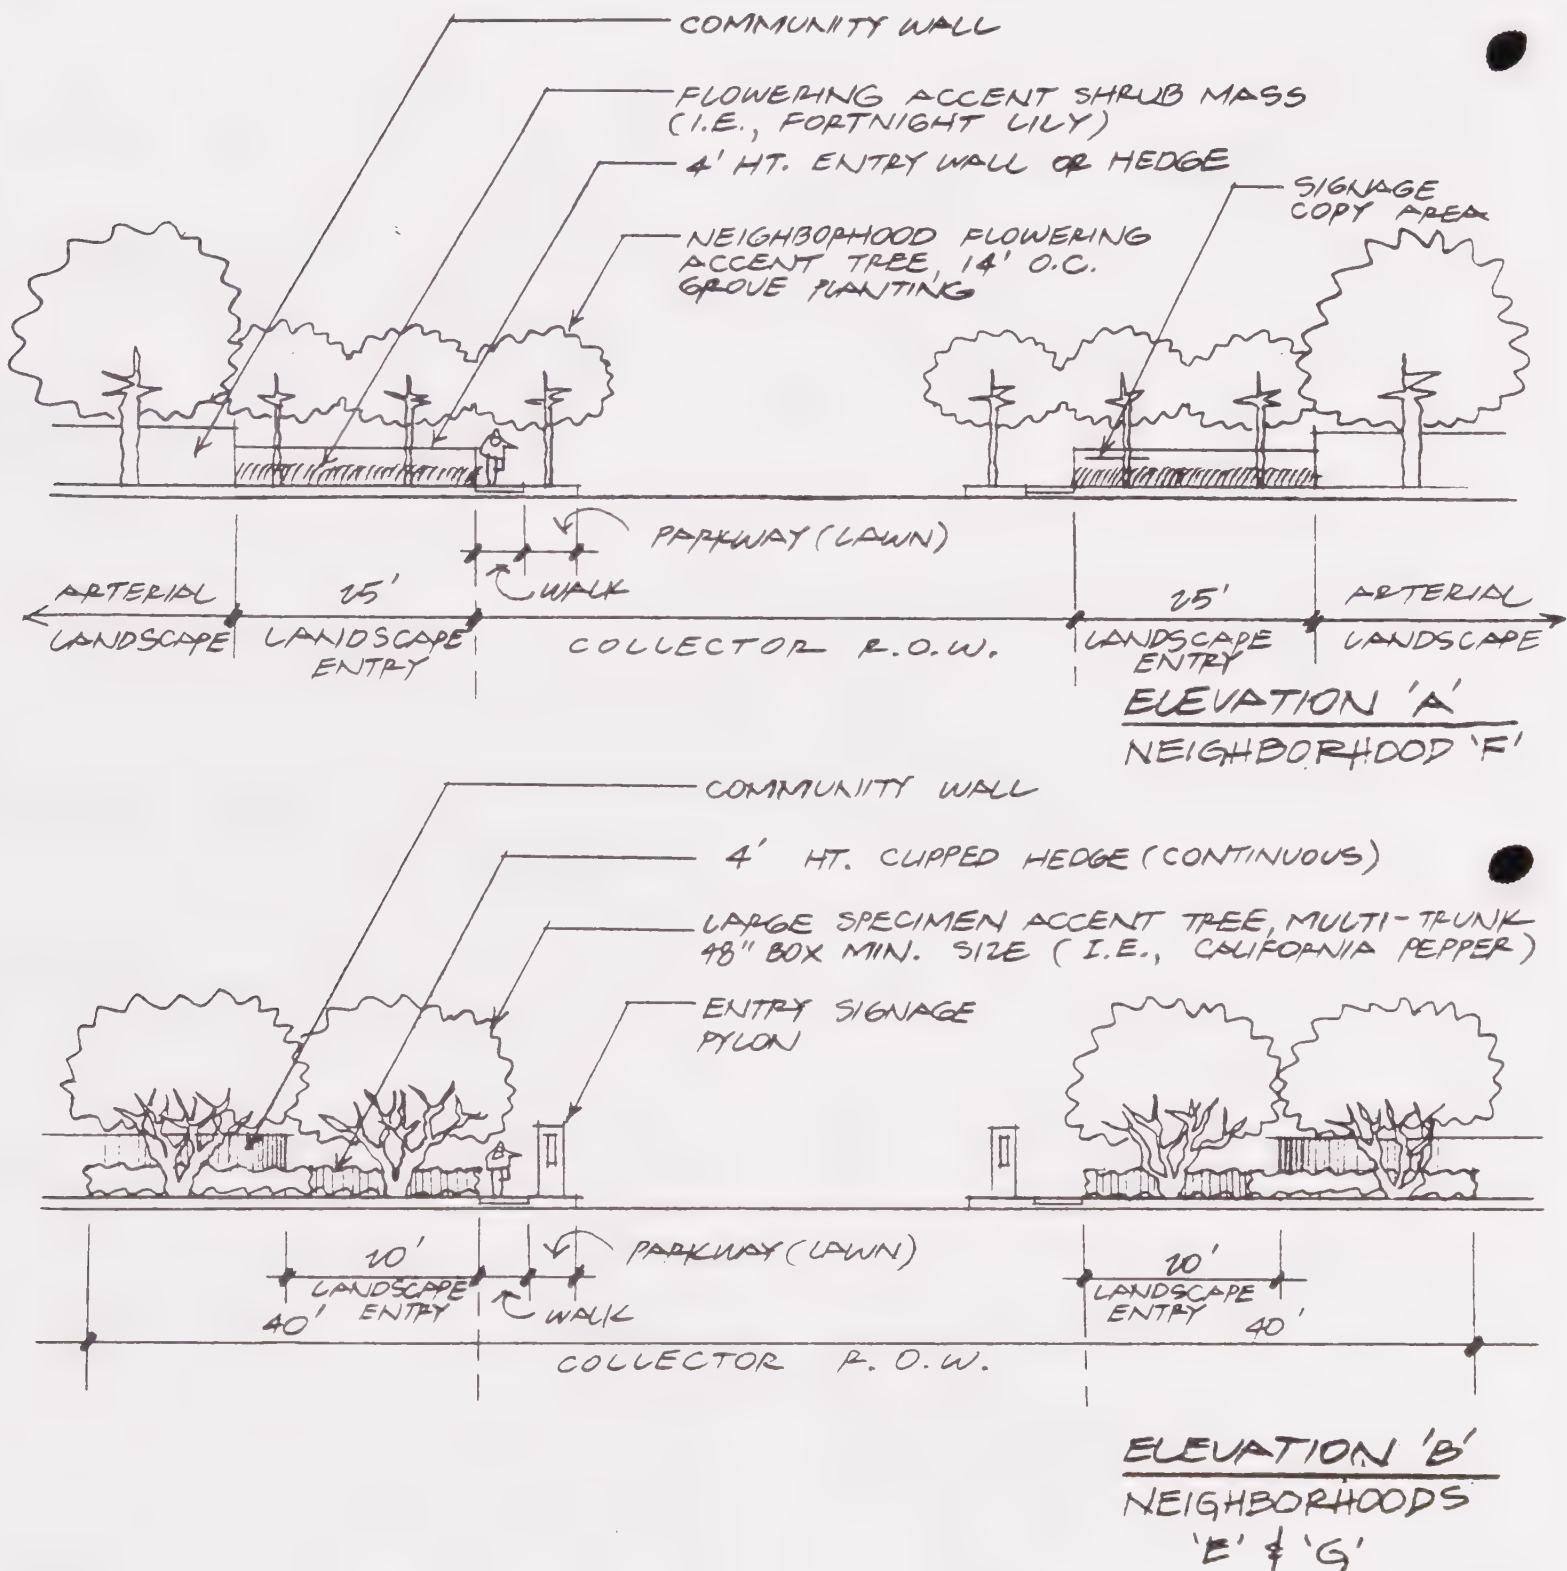 COMMUNITY WALL
FLOWERING ACCENT SHRUB MASS
(I.E., FORTNIGHT LILY)
4' HT. ENTRY WALL OR HEDGE
SIGNAGE
COPY AREA
NEIGHBORHOOD FLOWERING
ACCENT TREE, 14' O.C.
GROVE PLANTING
PARKWAY (LAWN)
WALK
ARTERIAL
LANDSCAPE
25'
LANDSCAPE
ENTRY
COLLECTOR R.O.W.
25'
LANDSCAPE
ENTRY
ARTERIAL
LANDSCAPE
ELEVATION 'A'
NEIGHBORHOOD 'F'
COMMUNITY WALL
4' HT. CLIPPED HEDGE (CONTINUOUS)
LARGE SPECIMEN ACCENT TREE, MULTI-TRUNK
48" BOX MIN. SIZE (I.E., CALIFORNIA PEPPER)
ENTRY SIGNAGE
PYLON
PARKWAY (LAWN)
WALK
20'
LANDSCAPE
ENTRY
40'
20'
LANDSCAPE
ENTRY
40'
COLLECTOR R.O.W.
ELEVATION 'B'
NEIGHBORHOODS
'E' & 'G'